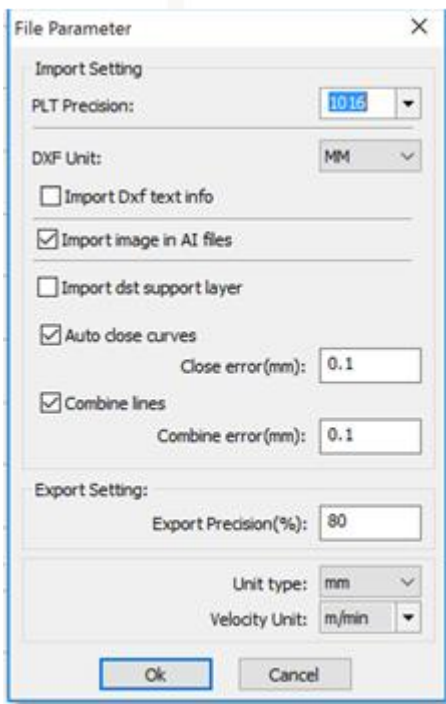 File Parameter
Import Setting
PLT Precision: 1016
DXF Unit: MM
Import Dxf text info
Import image in AI files
Import dst support layer
Auto close curves
Close error(mm): 0.1
Combine lines
Combine error(mm): 0.1
Export Setting:
Export Precision(%): 80
Unit type: mm
Velocity Unit: m/min
Ok Cancel